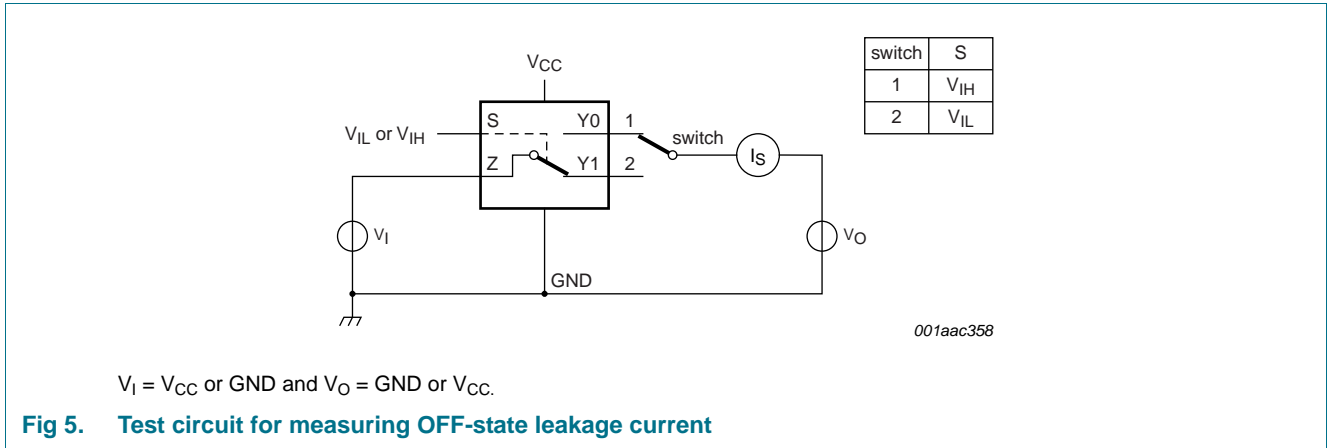 switch S
1 VIH
2 VIL
VCC
VIL or VIH
S Y0 1
switch
IS
Z Y1 2
VI
VO
GND
001aac358
VI = VCC or GND and VO = GND or VCC.
Fig 5. Test circuit for measuring OFF-state leakage current